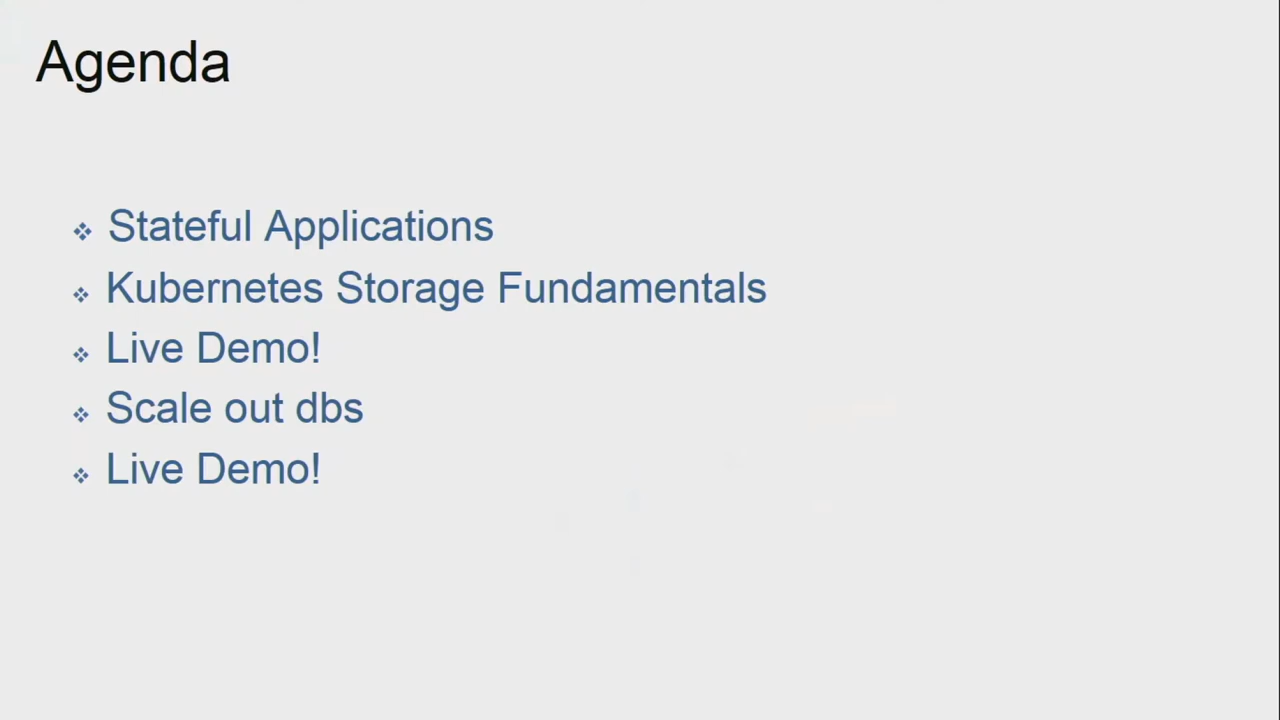 Agenda
Stateful Applications
Kubernetes Storage Fundamentals
Live Demo!
Scale out dbs
Live Demo!